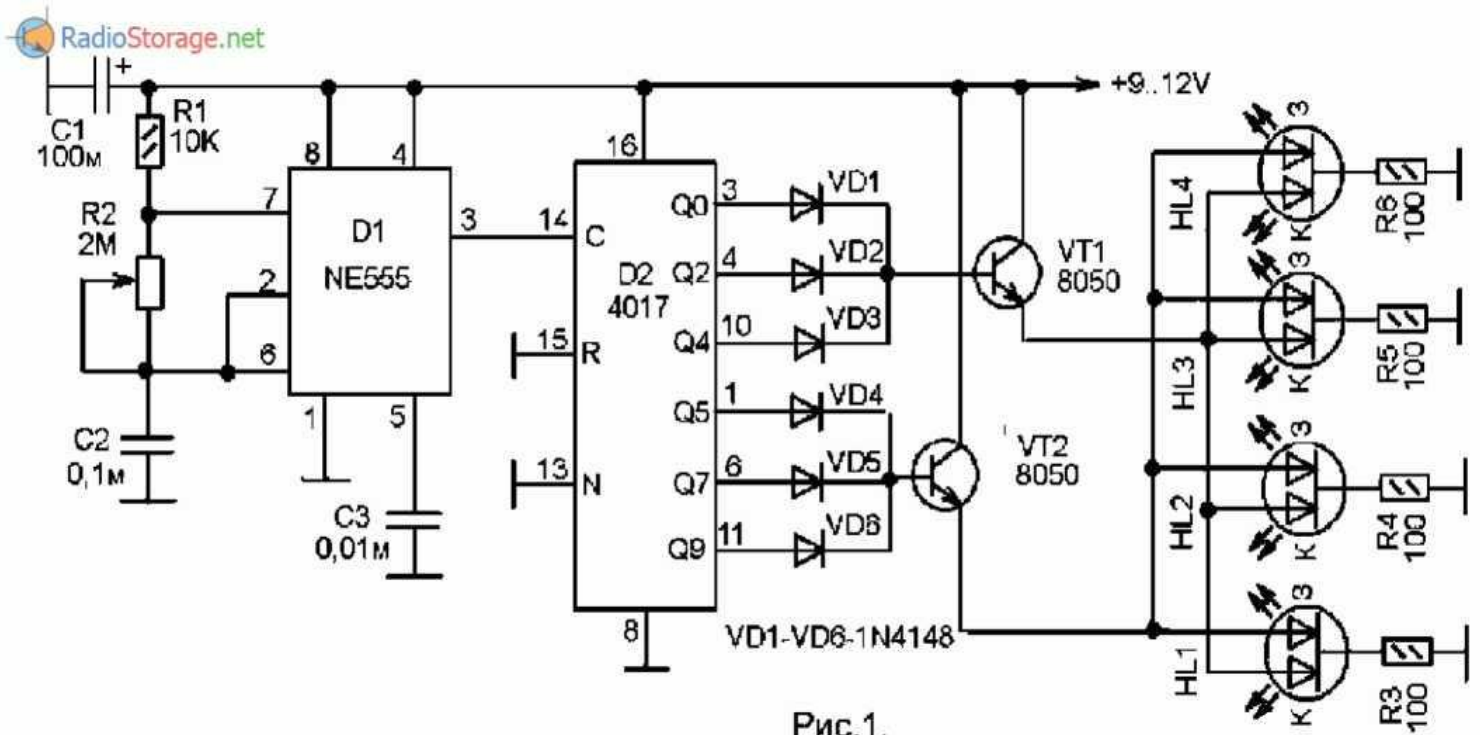 RadioStorage.net
+
+9..12V
C1
100м
R1
10K
R2
2M
C2
0,1м
8
4
7
2
6
3
1
5
D1
NE555
C3
0,01м
16
14
C
15
R
13
N
8
D2
4017
Q0
3
Q2
4
Q4
10
Q5
1
Q7
6
Q9
11
VD1
VD2
VD3
VD4
VD5
VD6
VD1-VD6-1N4148
VT1
8050
VT2
8050
HL4
З
К
R6
100
HL3
З
К
R5
100
HL2
З
К
R4
100
HL1
З
К
R3
100
Рис.1.